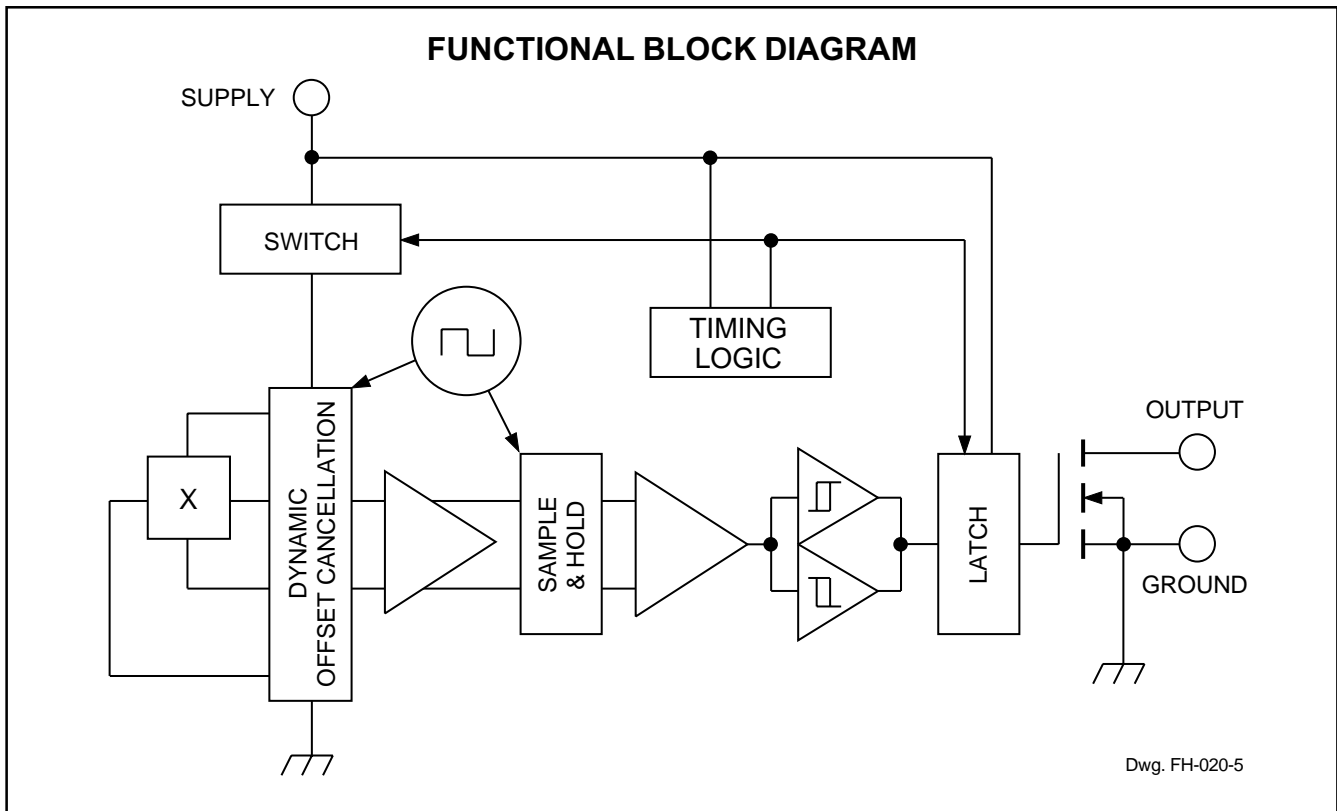 FUNCTIONAL BLOCK DIAGRAM
SUPPLY
SWITCH
TIMING
LOGIC
X
DYNAMIC
OFFSET CANCELLATION
SAMPLE
& HOLD
LATCH
OUTPUT
GROUND
Dwg. FH-020-5